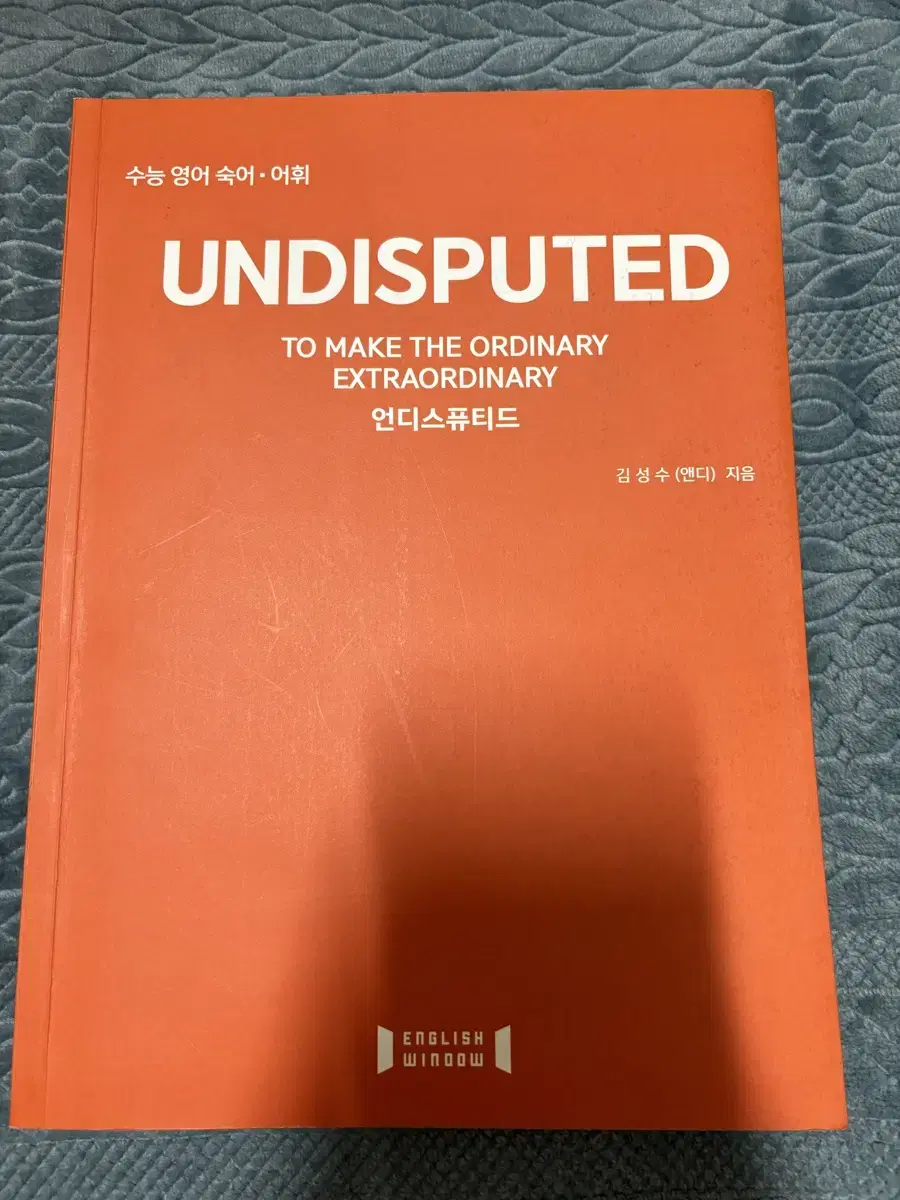 수능 영어 숙어・어휘
UNDISPUTED
TO MAKE THE ORDINARY
EXTRAORDINARY
언디스퓨티드
김 성 수 (앤디) 지음
ENGLISH
WINDOW